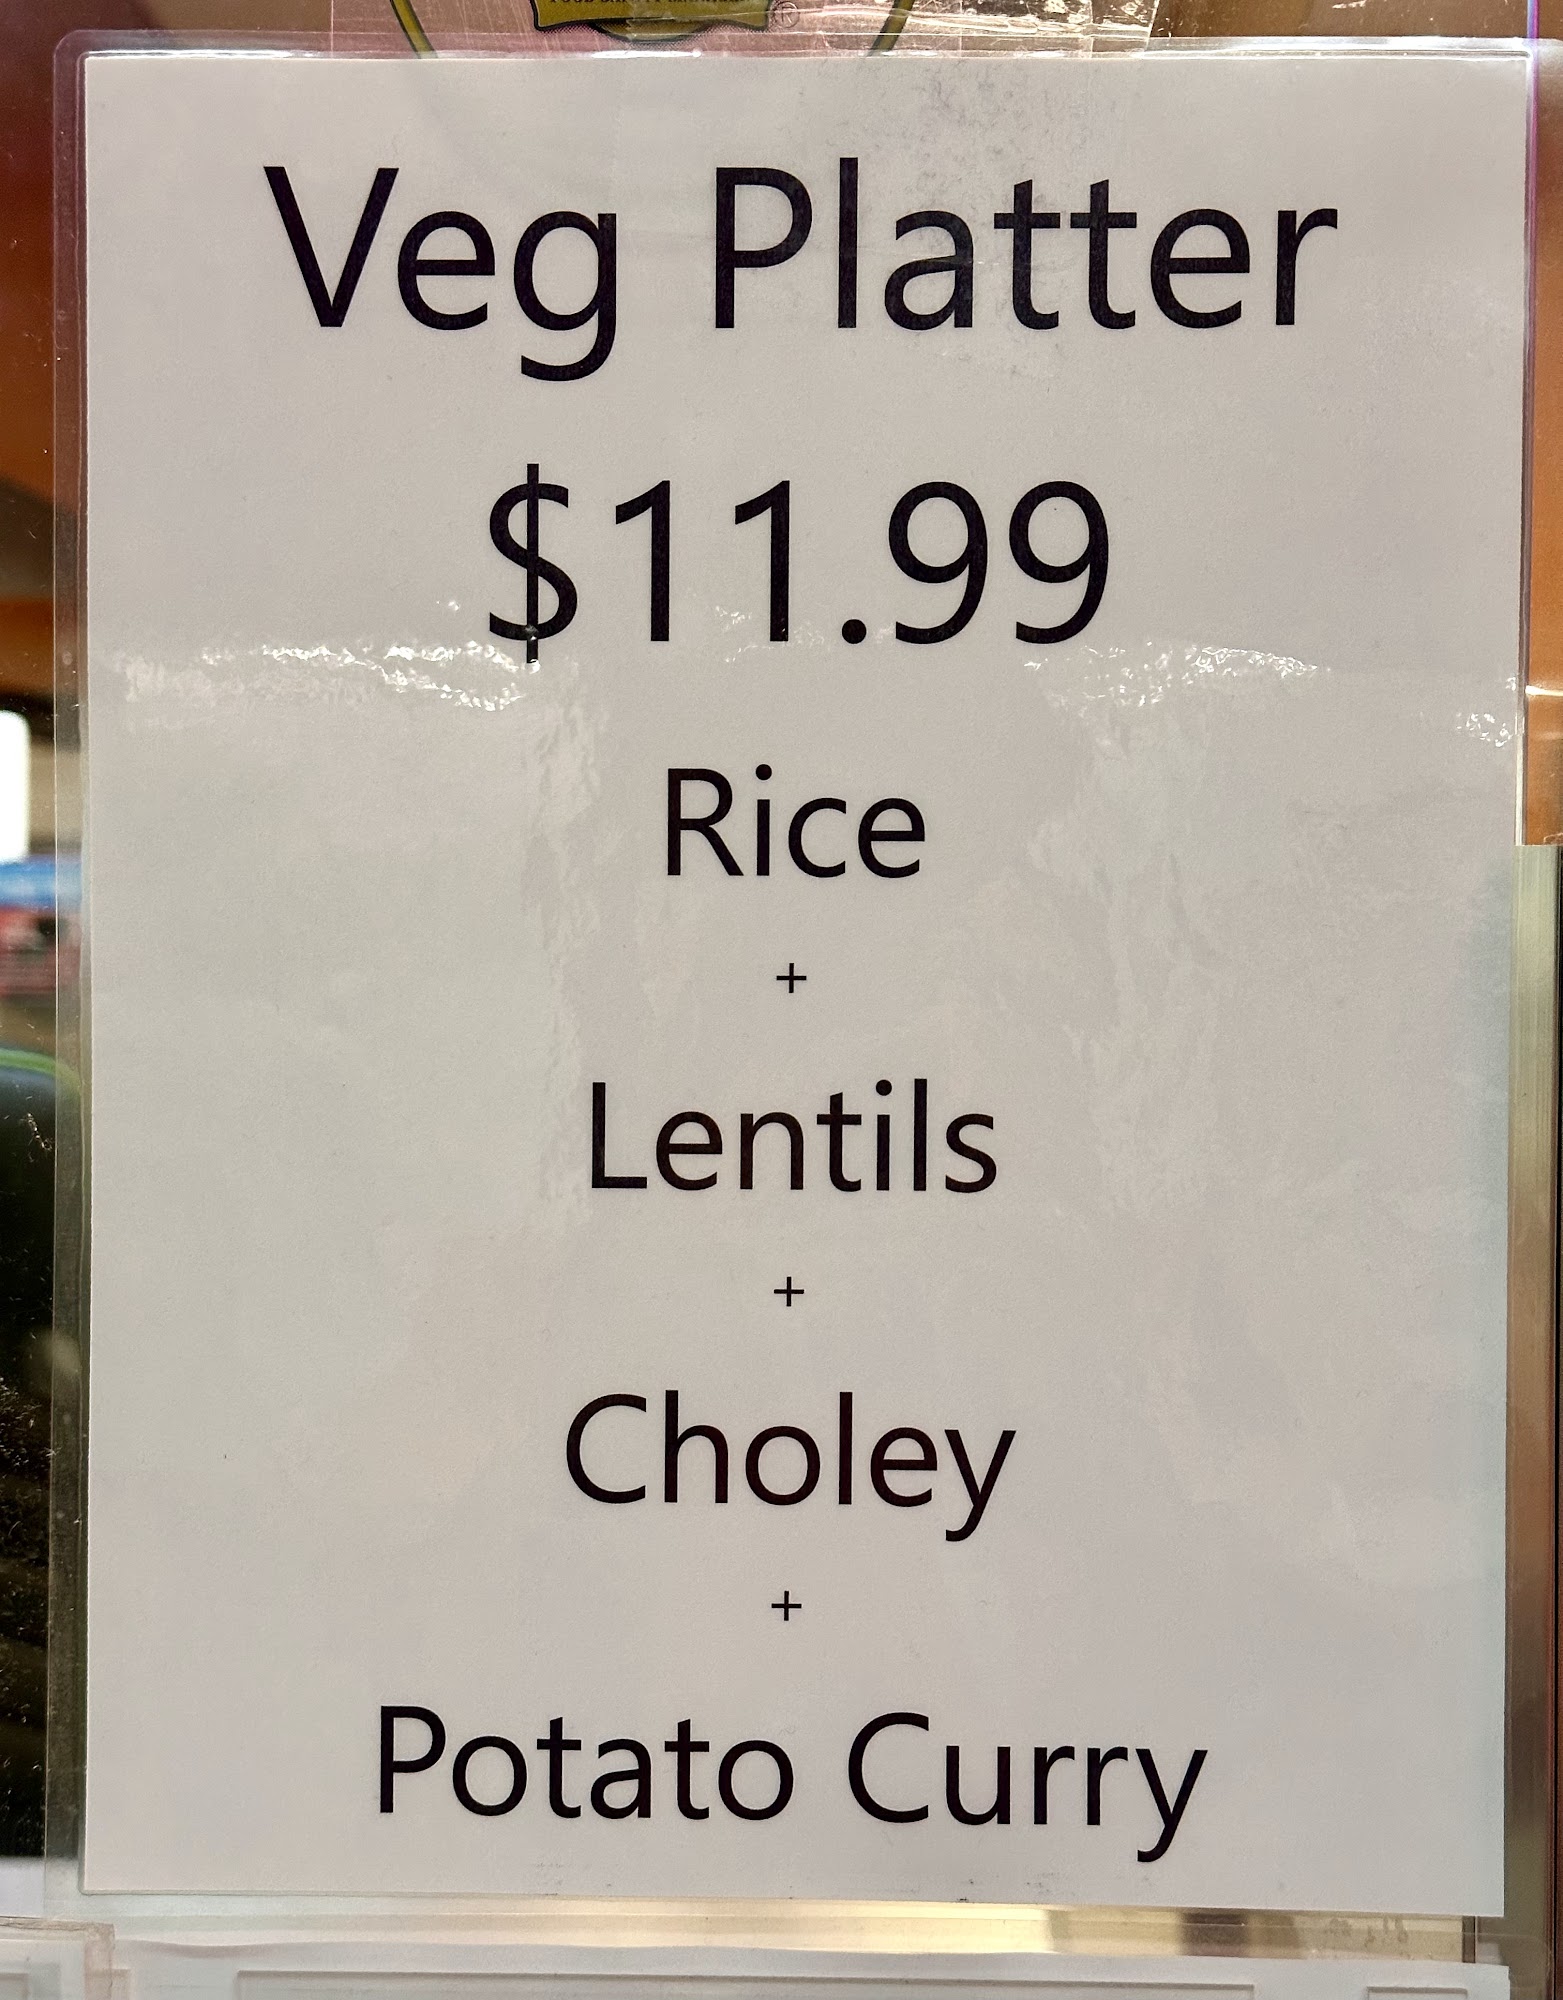 Veg Platter
$11.99
Rice
+
Lentils
+
Choley
+
Potato Curry